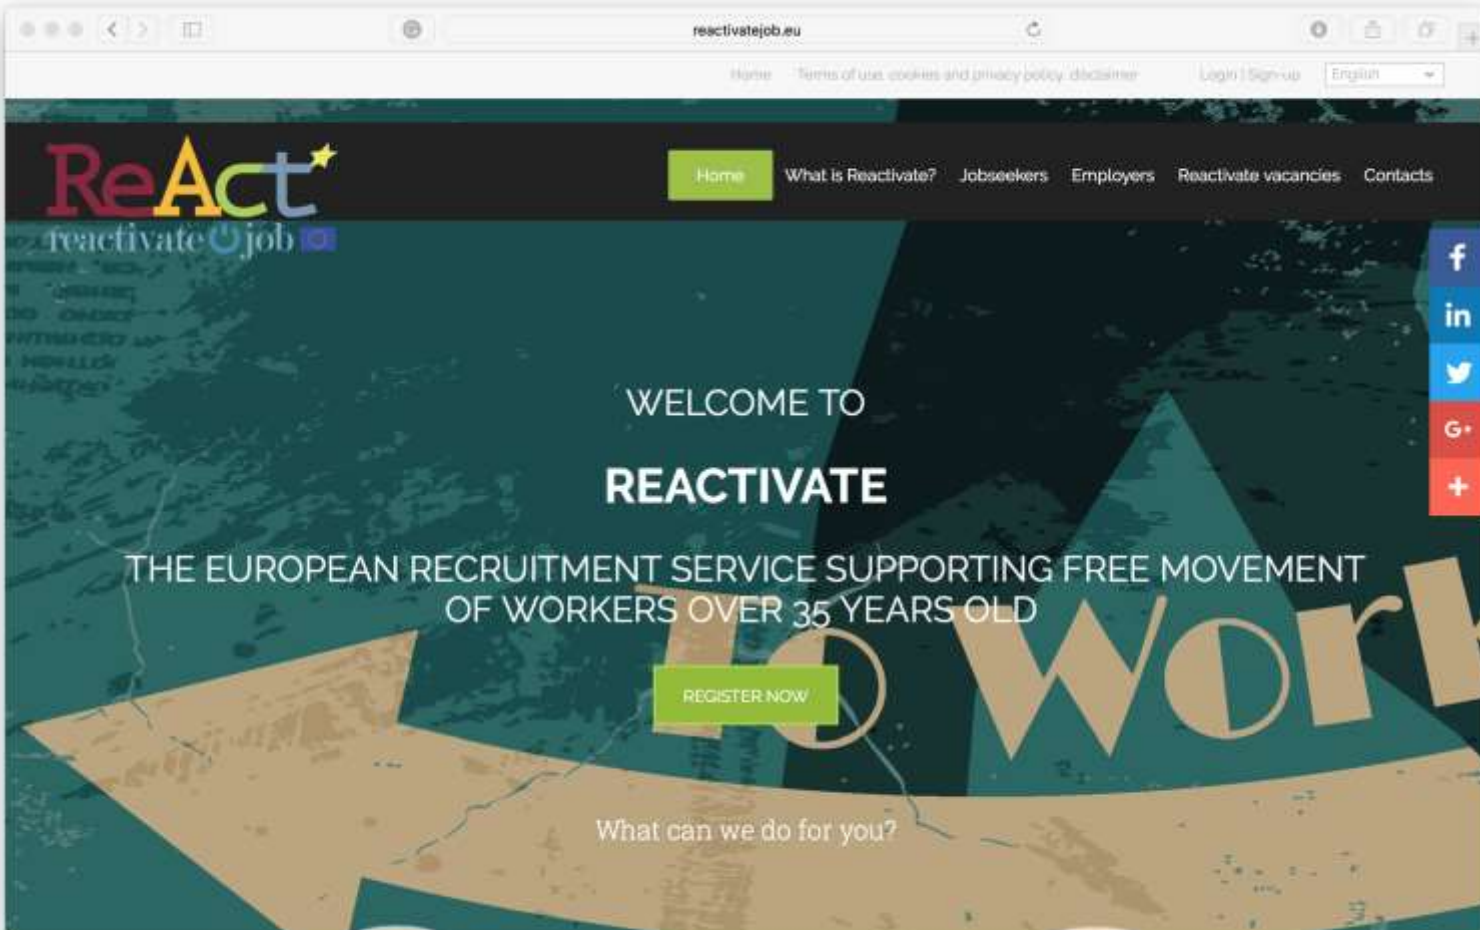 reactivatejob.eu
Home Terms of use, cookies and privacy policy, disclaimer Login | Sign-up English
ReAct
reactivate job
Home What is Reactivate? Jobseekers Employers Reactivate vacancies Contacts
f
in
G+
+
WELCOME TO
REACTIVATE
THE EUROPEAN RECRUITMENT SERVICE SUPPORTING FREE MOVEMENT
OF WORKERS OVER 35 YEARS OLD
To Work
REGISTER NOW
What can we do for you?